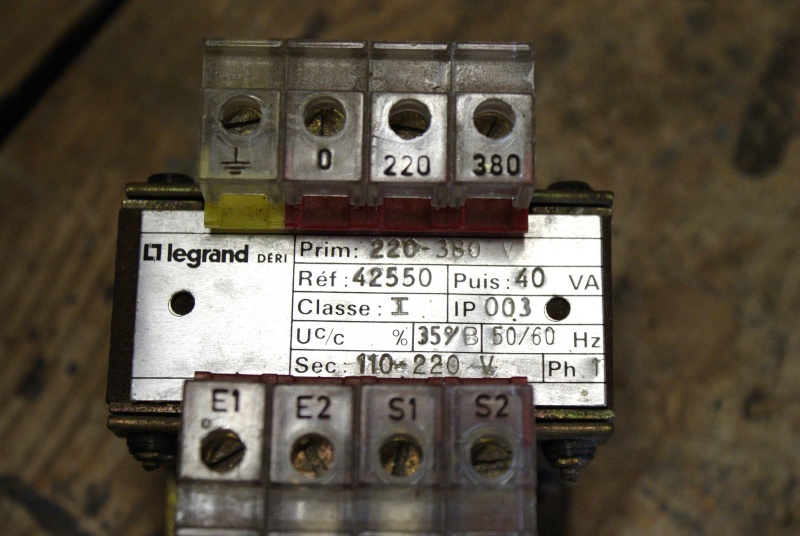 0 220 380
legrand DÉRI
Prim: 220-380 V
Réf: 42550 Puis: 40 VA
Classe: I IP 003
Uc/c % 35°/B 50/60 Hz
Sec: 110-220 V Ph 1
E1 E2 S1 S2